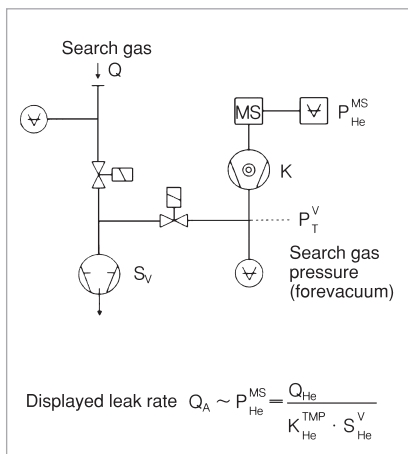 Search gas
Q
MS
P_He^MS
K
P_T^V
S_V
Search gas
pressure
(forevacuum)
Displayed leak rate Q_A ~ P_He^MS = Q_He / (K_He^TMP · S_He^V)